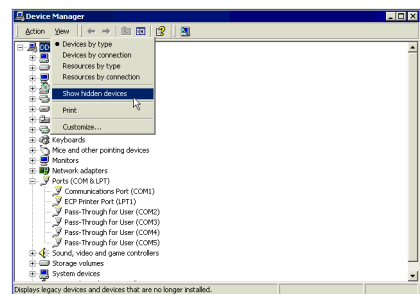 Device Manager
Action View
Devices by type
Devices by connection
Resources by type
Resources by connection
Show hidden devices
Print
Customize...
Keyboards
Mice and other pointing devices
Monitors
Network adapters
Ports (COM & LPT)
Communications Port (COM1)
ECP Printer Port (LPT1)
Pass-Through for User (COM2)
Pass-Through for User (COM3)
Pass-Through for User (COM4)
Pass-Through for User (COM5)
Sound, video and game controllers
Storage volumes
System devices
Displays legacy devices and devices that are no longer installed.